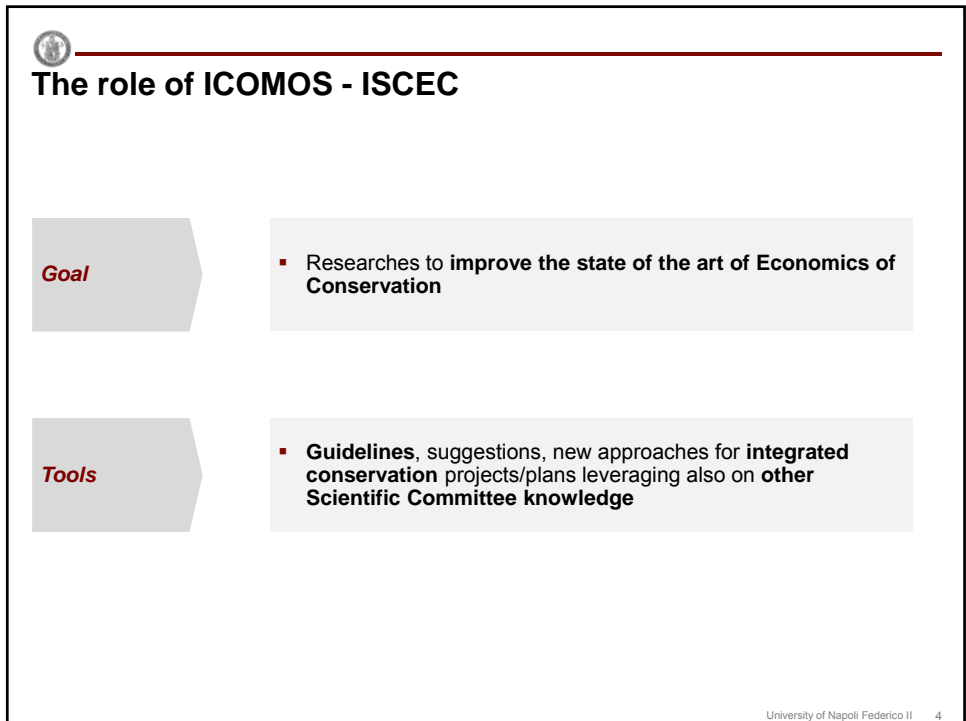 The role of ICOMOS - ISCEC
Goal
▪ Researches to improve the state of the art of Economics of
Conservation
Tools
▪ Guidelines, suggestions, new approaches for integrated
conservation projects/plans leveraging also on other
Scientific Committee knowledge
University of Napoli Federico II 4